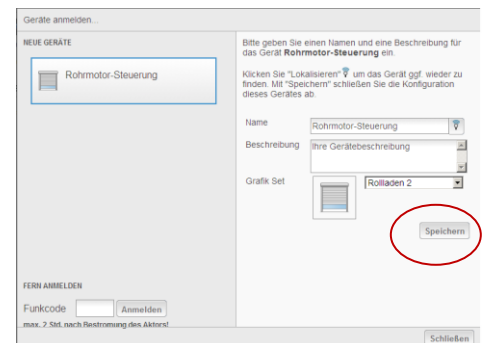 Geräte anmelden...
NEUE GERÄTE
Rohrmotor-Steuerung
FERN ANMELDEN
Funkcode
Anmelden
max. 2 Std. nach Bestromung des Aktors!
Bitte geben Sie einen Namen und eine Beschreibung für
das Gerät Rohrmotor-Steuerung ein.
Klicken Sie "Lokalisieren" um das Gerät ggf. wieder zu
finden. Mit "Speichern" schließen Sie die Konfiguration
dieses Gerätes ab.
Name
Rohrmotor-Steuerung
Beschreibung
Ihre Gerätebeschreibung
Grafik Set
Rollladen 2
Speichern
Schließen